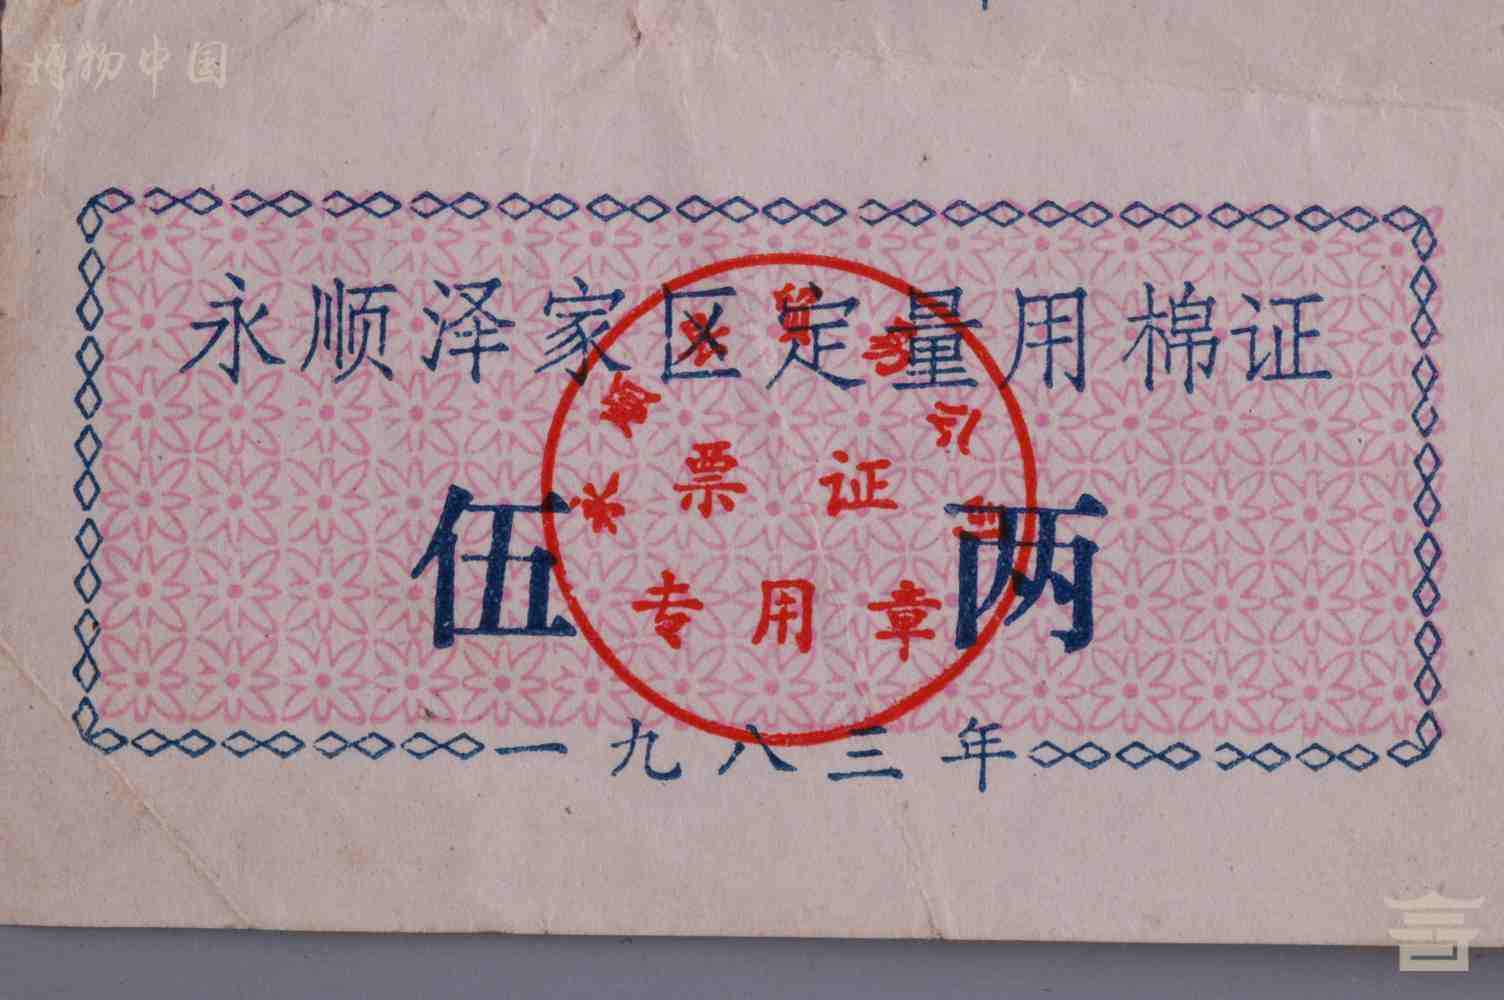 博物中国
永顺泽家区定量用棉证
票证
伍两
专用章
一九八三年